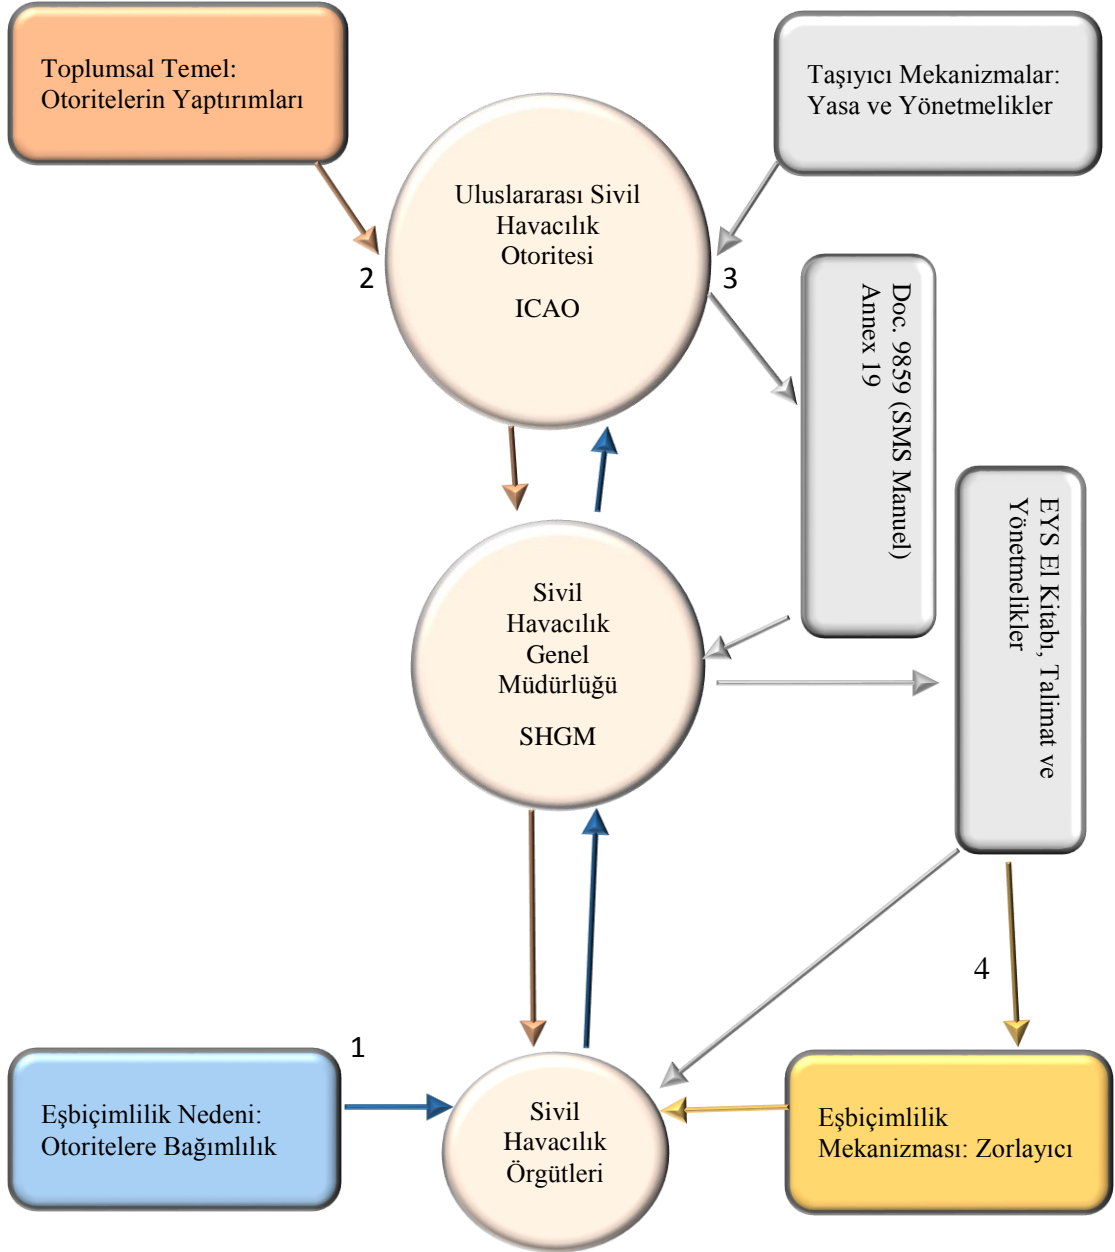 Toplumsal Temel:
Otoritelerin Yaptırımları
Taşıyıcı Mekanizmalar:
Yasa ve Yönetmelikler
Uluslararası Sivil
Havacılık
Otoritesi
ICAO
2
3
Doc. 9859 (SMS Manuel)
Annex 19
EYS El Kitabı, Talimat ve
Yönetmelikler
Sivil
Havacılık
Genel
Müdürlüğü
SHGM
4
1
Eşbiçimlilik Nedeni:
Otoritelere Bağımlılık
Sivil
Havacılık
Örgütleri
Eşbiçimlilik
Mekanizması: Zorlayıcı